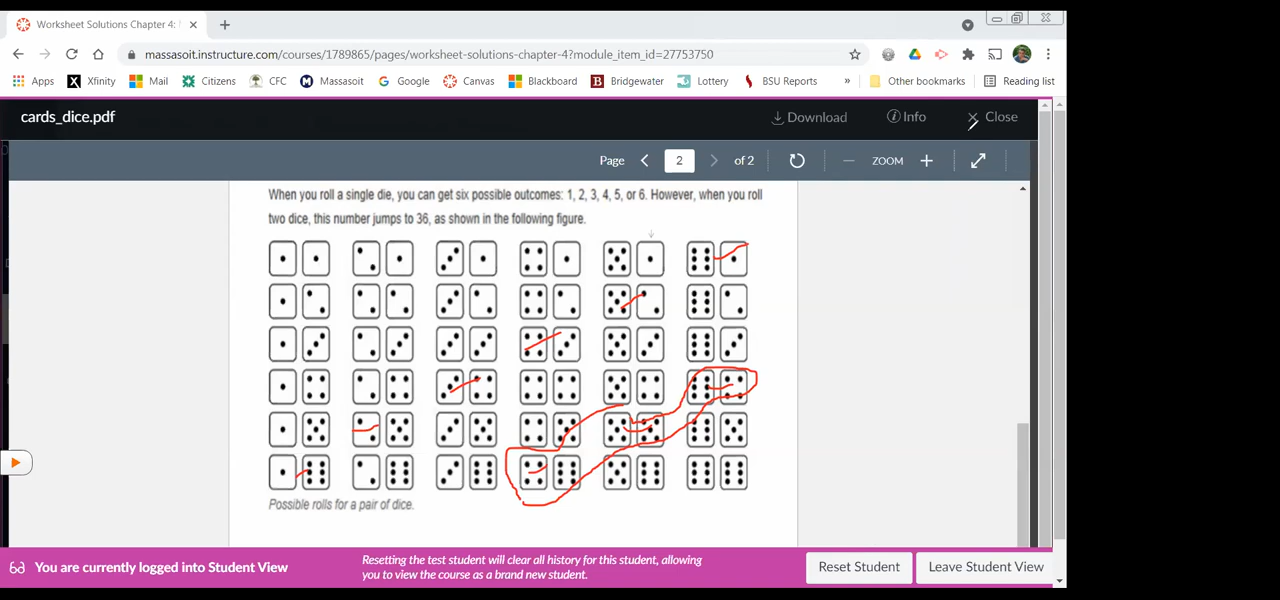 Worksheet Solutions Chapter 4:
massasoit.instructure.com/courses/1789865/pages/worksheet-solutions-chapter-4?module_item_id=27753750
Apps Xfinity Mail Citizens CFC Massasoit Google Canvas Blackboard Bridgewater Lottery BSU Reports » Other bookmarks Reading list
cards_dice.pdf Download Info Close
Page 2 of 2 ZOOM
When you roll a single die, you can get six possible outcomes: 1, 2, 3, 4, 5, or 6. However, when you roll
two dice, this number jumps to 36, as shown in the following figure.
Possible rolls for a pair of dice.
You are currently logged into Student View
Resetting the test student will clear all history for this student, allowing
you to view the course as a brand new student.
Reset Student Leave Student View